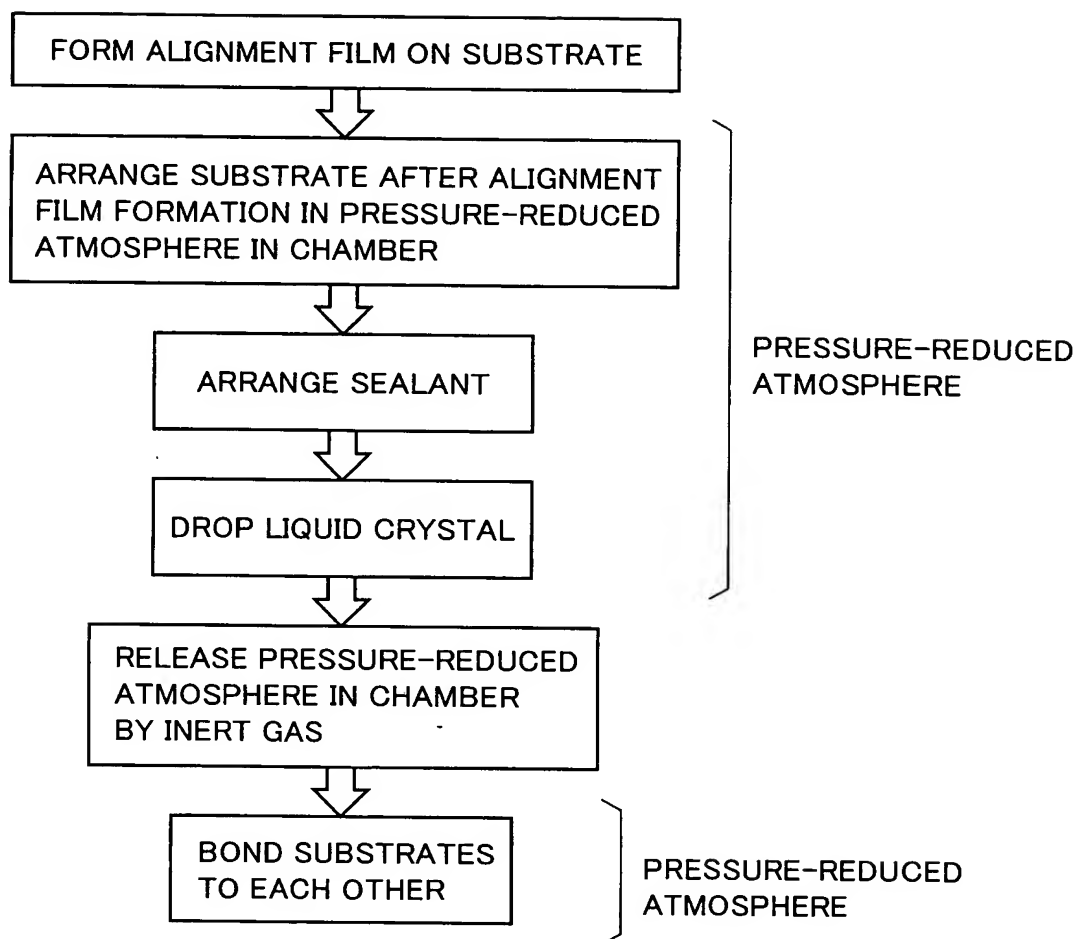 FORM ALIGNMENT FILM ON SUBSTRATE
ARRANGE SUBSTRATE AFTER ALIGNMENT
FILM FORMATION IN PRESSURE-REDUCED
ATMOSPHERE IN CHAMBER
ARRANGE SEALANT
PRESSURE-REDUCED
ATMOSPHERE
DROP LIQUID CRYSTAL
RELEASE PRESSURE-REDUCED
ATMOSPHERE IN CHAMBER
BY INERT GAS
BOND SUBSTRATES
TO EACH OTHER
PRESSURE-REDUCED
ATMOSPHERE